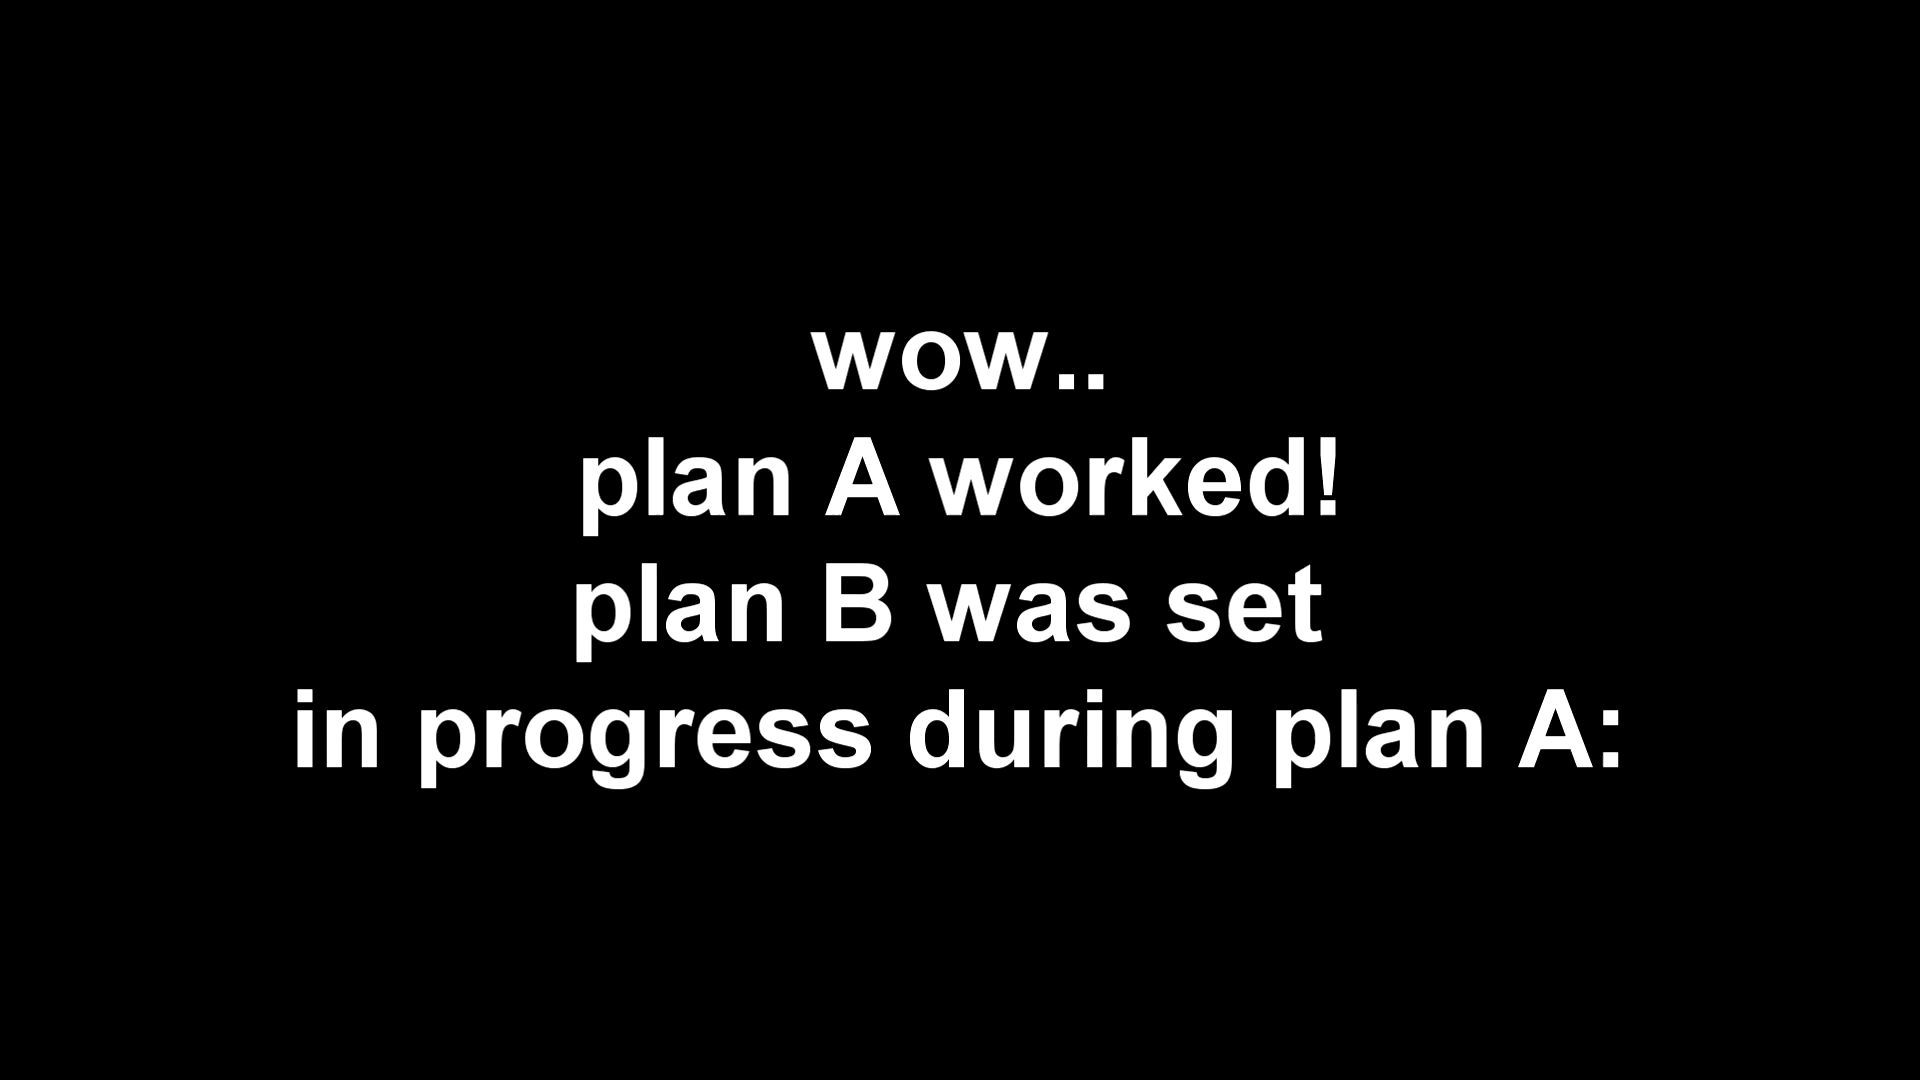 wow..
plan A worked!
plan B was set
in progress during plan A: